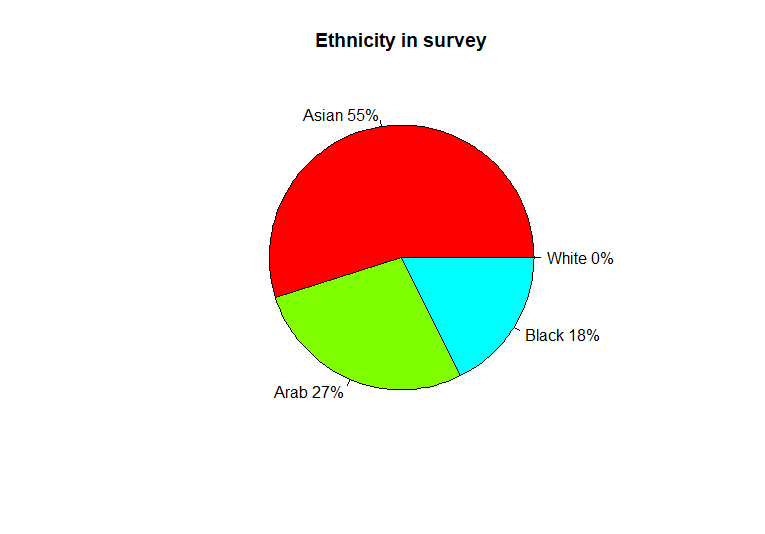 Ethnicity in survey
Asian 55%
White 0%
Black 18%
Arab 27%